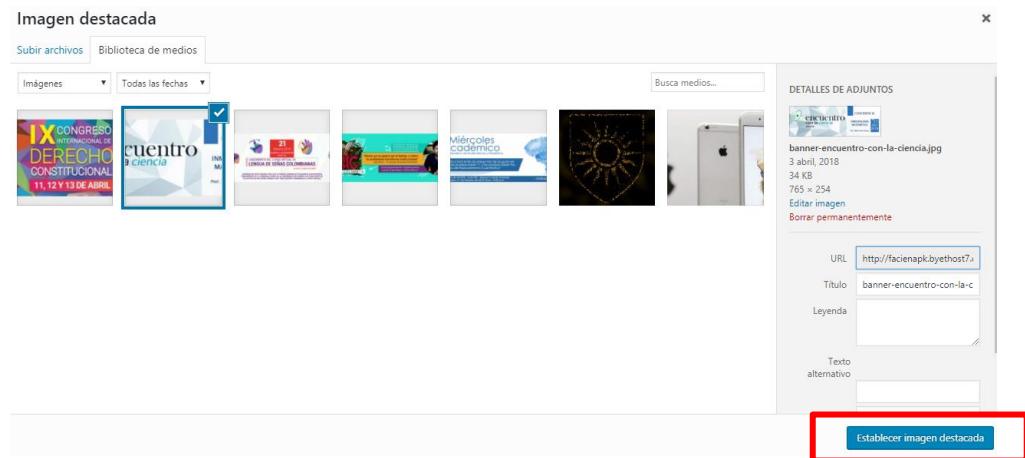 Imagen destacada
Subir archivos
Biblioteca de medios
Imágenes
Todas las fechas
Busca medios...
IX CONGRESO
INTERNACIONAL DE
DERECHO
CONSTITUCIONAL
11, 12 Y 13 DE ABRIL
cuentro
a ciencia
21
LENGUA DE SEÑAS COLOMBIANAS
Miércoles
cadémico
DETALLES DE ADJUNTOS
encuentro
banner-encuentro-con-la-ciencia.jpg
3 abril, 2018
34 KB
765 × 254
Editar imagen
Borrar permanentemente
URL
http://facienapk.byethost7.
Título
banner-encuentro-con-la-c
Leyenda
Texto
alternativo
Establecer imagen destacada